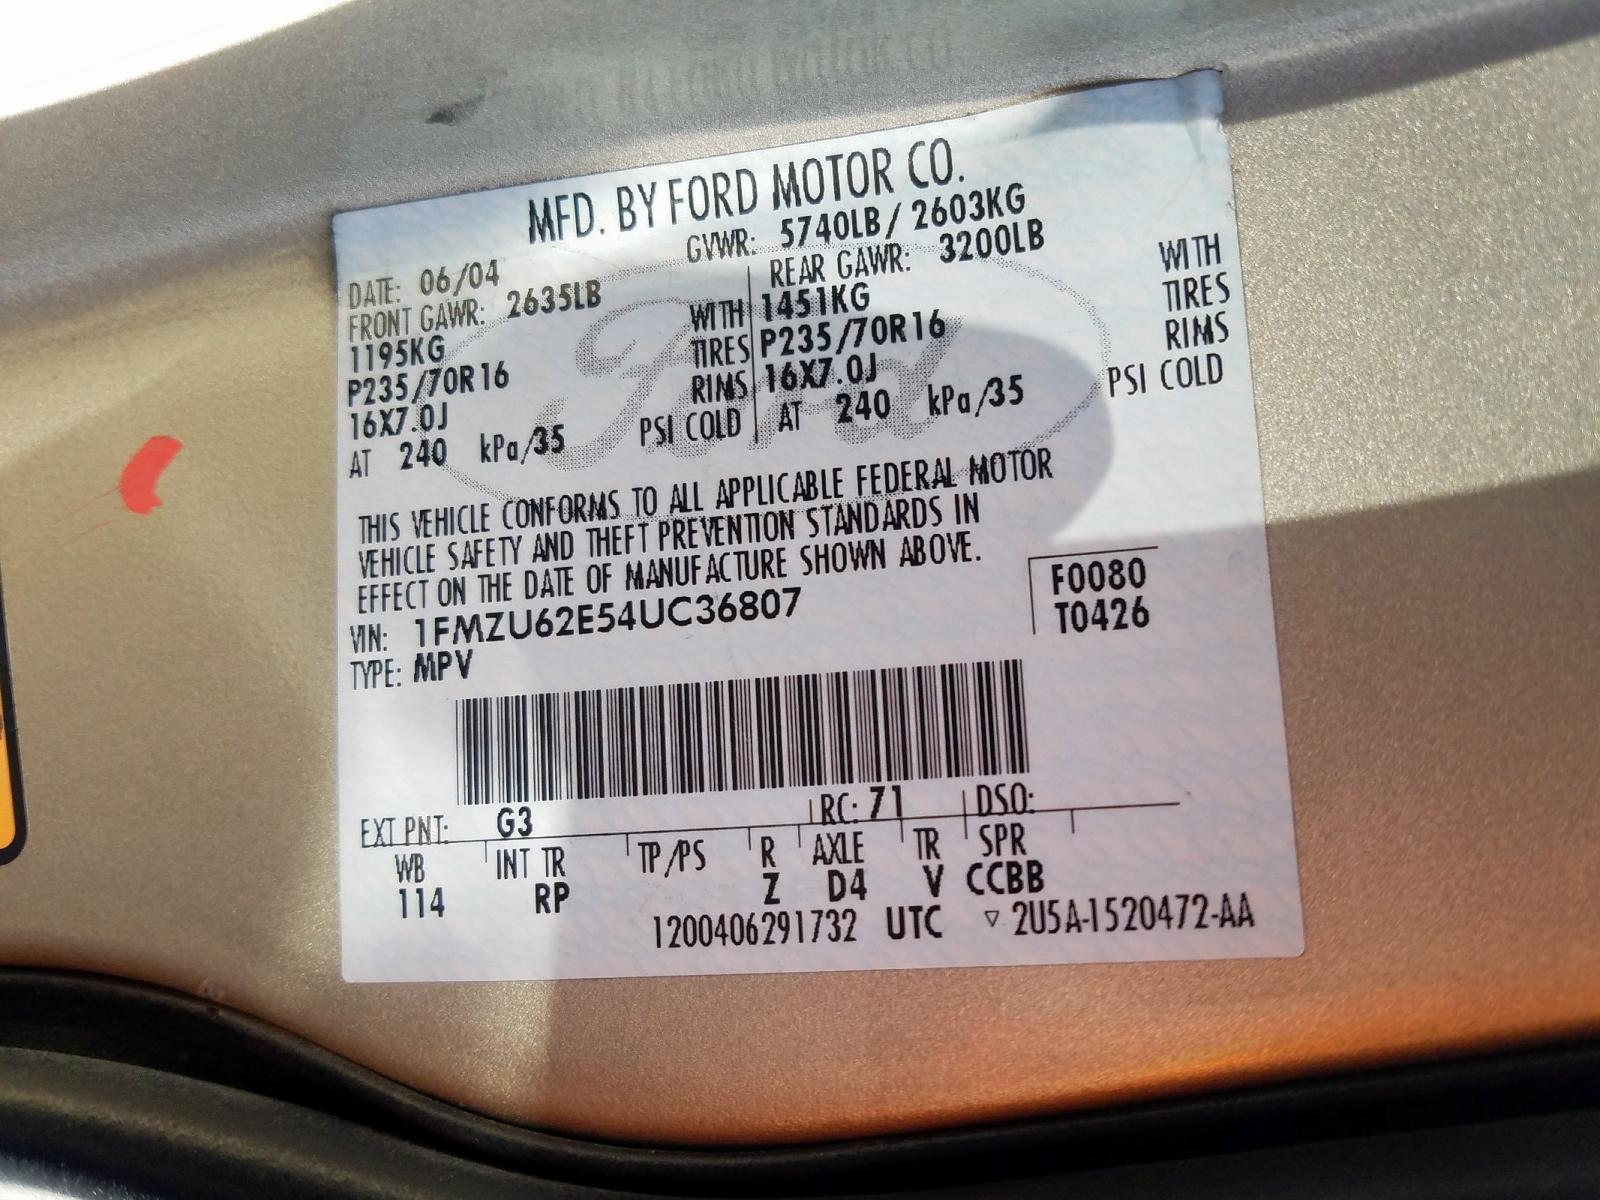 MFD. BY FORD MOTOR CO.
DATE: 06/04 GVWR: 5740LB / 2603KG
FRONT GAWR: 2635LB REAR GAWR: 3200LB
1195KG WITH 1451KG WITH
P235/70R16 TIRES P235/70R16 TIRES
16X7.0J RIMS 16X7.0J RIMS
AT 240 kPa/35 PSI COLD AT 240 kPa/35 PSI COLD
Ford
THIS VEHICLE CONFORMS TO ALL APPLICABLE FEDERAL MOTOR
VEHICLE SAFETY AND THEFT PREVENTION STANDARDS IN
EFFECT ON THE DATE OF MANUFACTURE SHOWN ABOVE.
VIN: 1FMZU62E54UC36807 F0080
TYPE: MPV T0426
EXT PNT: G3 RC: 71 DSO:
WB INT TR TP/PS R AXLE TR SPR
114 RP Z D4 V CCBB
1200406291732 UTC ▽ 2U5A-1520472-AA